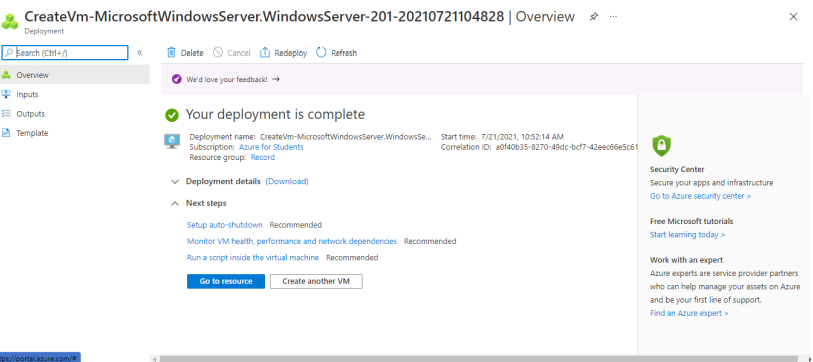 CreateVm-MicrosoftWindowsServer.WindowsServer-201-20210721104828 | Overview
Deployment
Search (Ctrl+/)
«
Delete Cancel Redeploy Refresh
Overview
Inputs
Outputs
Template
We'd love your feedback! →
Your deployment is complete
Deployment name: CreateVm-MicrosoftWindowsServer.WindowsSe... Start time: 7/21/2021, 10:52:14 AM
Subscription: Azure for Students Correlation ID: a0f40b35-8270-49dc-bcf7-42eec66e5c61
Resource group: Record
Deployment details (Download)
Next steps
Setup auto-shutdown Recommended
Monitor VM health, performance and network dependencies Recommended
Run a script inside the virtual machine Recommended
Go to resource Create another VM
Security Center
Secure your apps and infrastructure
Go to Azure security center >
Free Microsoft tutorials
Start learning today >
Work with an expert
Azure experts are service provider partners
who can help manage your assets on Azure
and be your first line of support.
Find an Azure expert >
tps://portal.azure.com/#